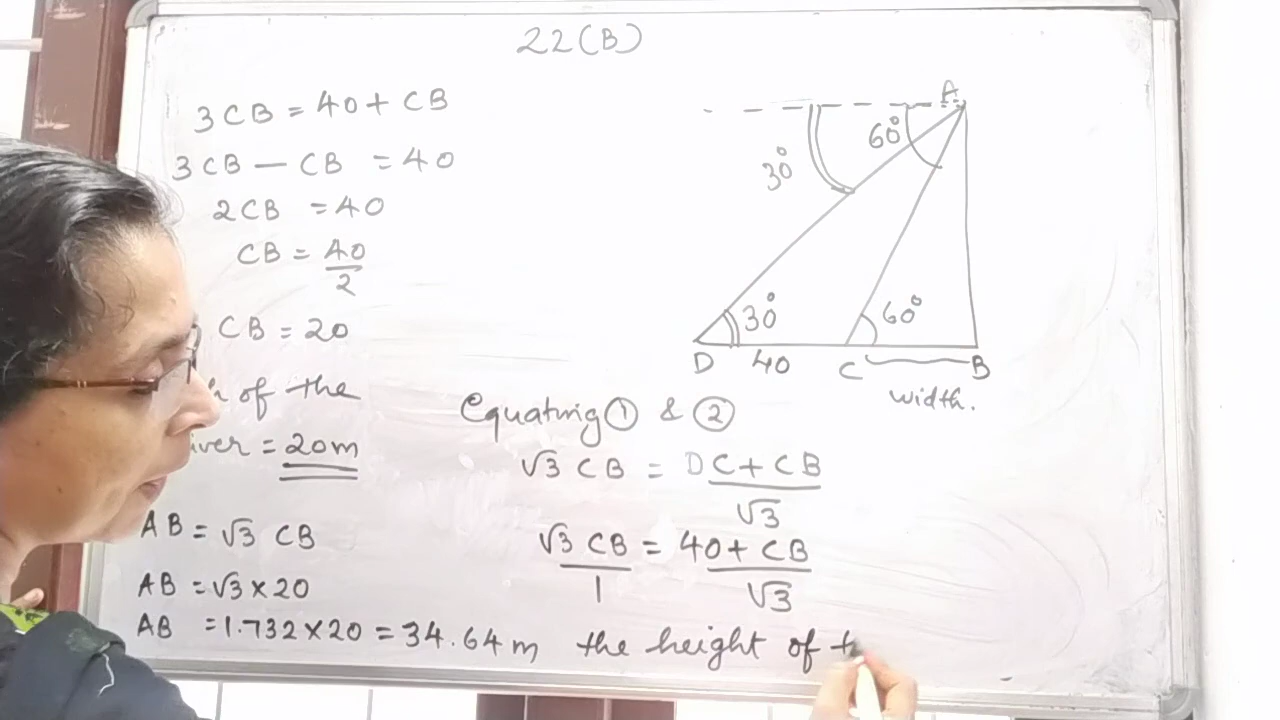 22(B)
3CB = 40 + CB
3CB — CB = 40
2CB = 40
CB = 40/2
CB = 20
of the
= 20m
AB = √3 CB
AB = √3 × 20
AB = 1.732 × 20 = 34.64 m the height of t
A
60°
30°
30°
60°
D 40 C B
width.
Equating ① & ②
√3 CB = DC + CB / √3
√3 CB / 1 = 40 + CB / √3